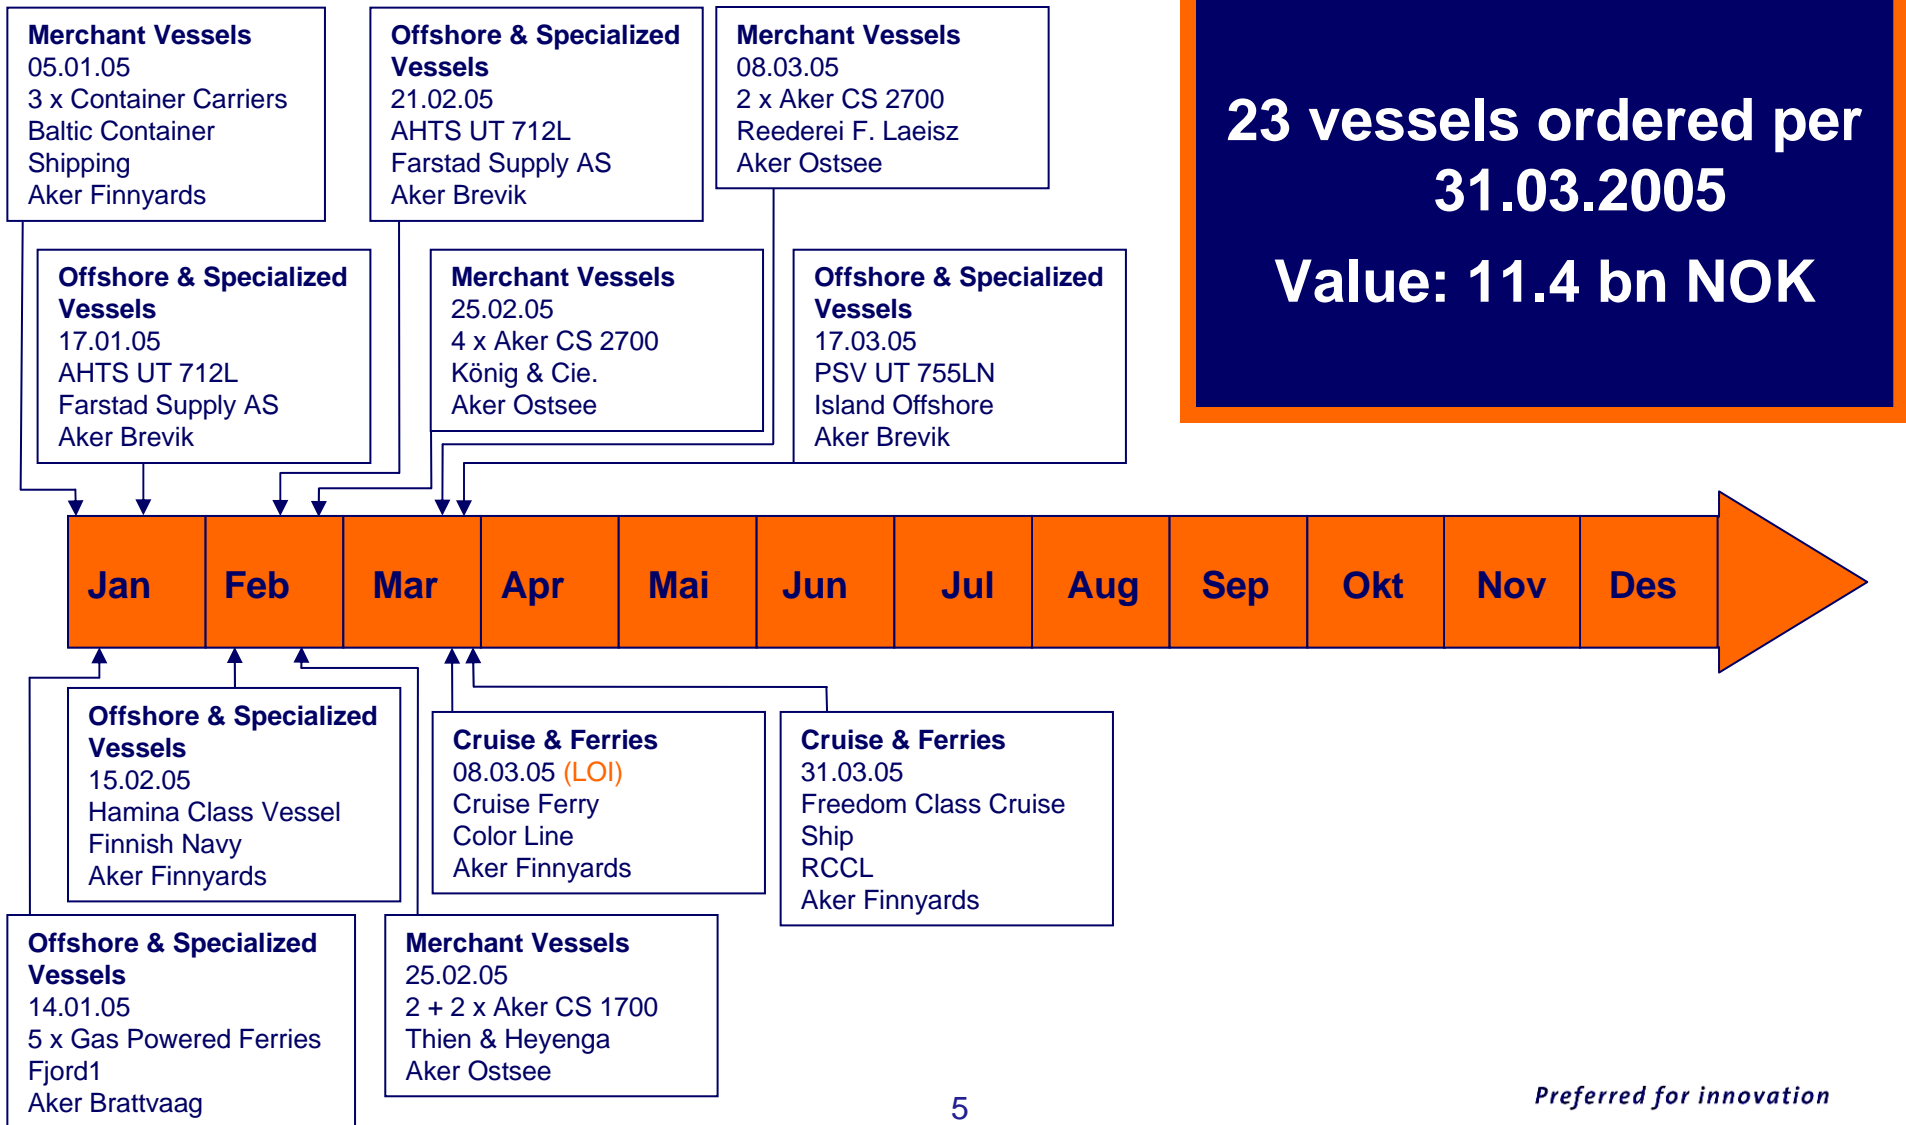 Merchant Vessels
05.01.05
3 x Container Carriers
Baltic Container
Shipping
Aker Finnyards
Offshore & Specialized
Vessels
21.02.05
AHTS UT 712L
Farstad Supply AS
Aker Brevik
Merchant Vessels
08.03.05
2 x Aker CS 2700
Reederei F. Laeisz
Aker Ostsee
23 vessels ordered per
31.03.2005
Value: 11.4 bn NOK
Offshore & Specialized
Vessels
17.01.05
AHTS UT 712L
Farstad Supply AS
Aker Brevik
Merchant Vessels
25.02.05
4 x Aker CS 2700
König & Cie.
Aker Ostsee
Offshore & Specialized
Vessels
17.03.05
PSV UT 755LN
Island Offshore
Aker Brevik
Jan Feb Mar Apr Mai Jun Jul Aug Sep Okt Nov Des
Offshore & Specialized
Vessels
15.02.05
Hamina Class Vessel
Finnish Navy
Aker Finnyards
Cruise & Ferries
08.03.05 (LOI)
Cruise Ferry
Color Line
Aker Finnyards
Cruise & Ferries
31.03.05
Freedom Class Cruise
Ship
RCCL
Aker Finnyards
Offshore & Specialized
Vessels
14.01.05
5 x Gas Powered Ferries
Fjord1
Aker Brattvaag
Merchant Vessels
25.02.05
2 + 2 x Aker CS 1700
Thien & Heyenga
Aker Ostsee
5
Preferred for innovation